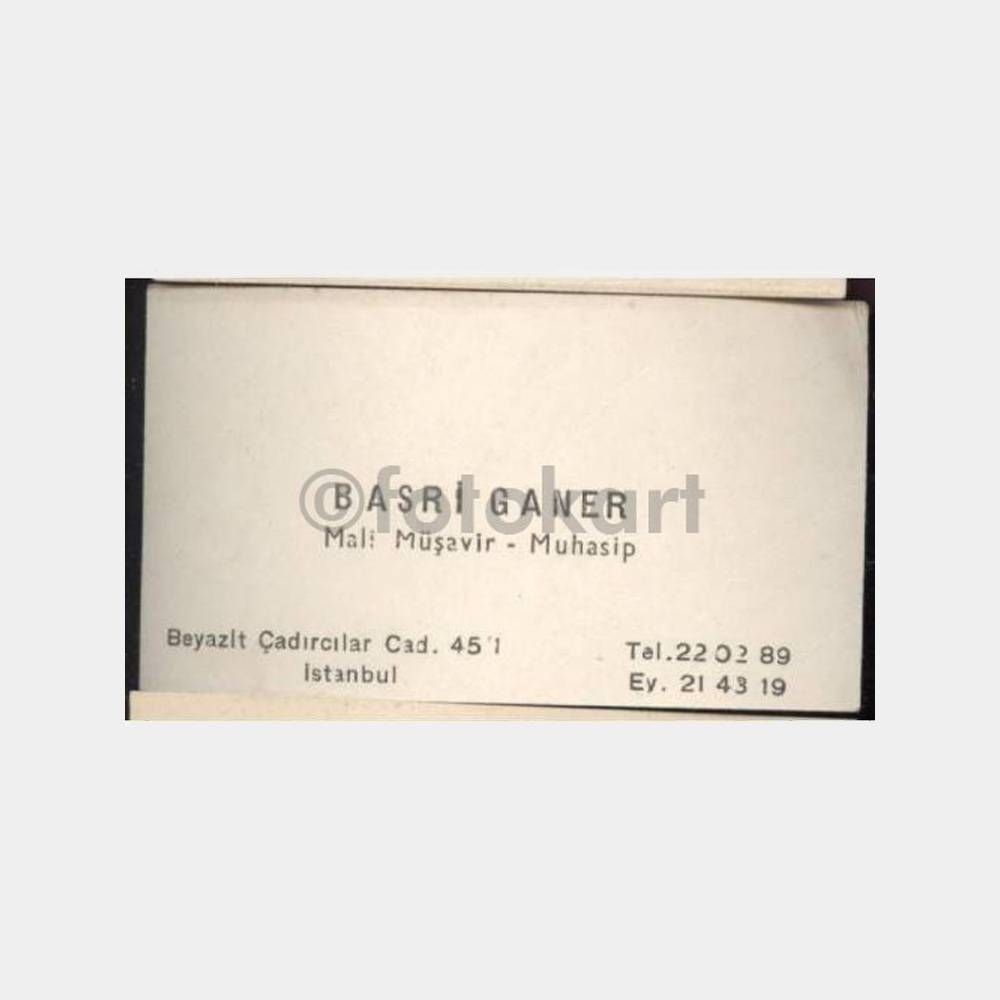 ©fotokart
BASRİ GANER
Mali Müşavir - Muhasip
Beyazit Çadırcılar Cad. 45/1
İstanbul
Tel. 22 02 89
Ev. 21 43 19